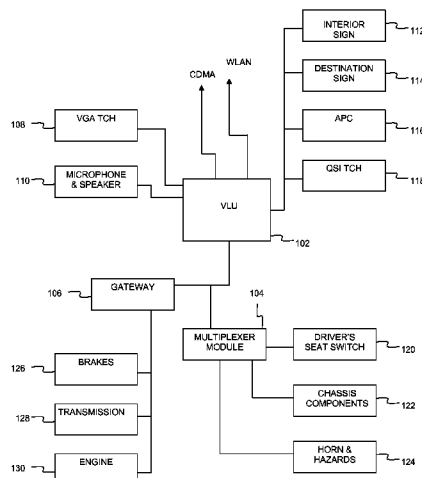 INTERIOR
SIGN
112
WLAN
CDMA
DESTINATION
SIGN
114
108
VGA TCH
APC
116
110
MICROPHONE
& SPEAKER
QSI TCH
118
VLU
102
106
GATEWAY
104
MULTIPLEXER
MODULE
DRIVER'S
SEAT SWITCH
120
126
BRAKES
CHASSIS
COMPONENTS
122
128
TRANSMISSION
HORN &
HAZARDS
124
130
ENGINE